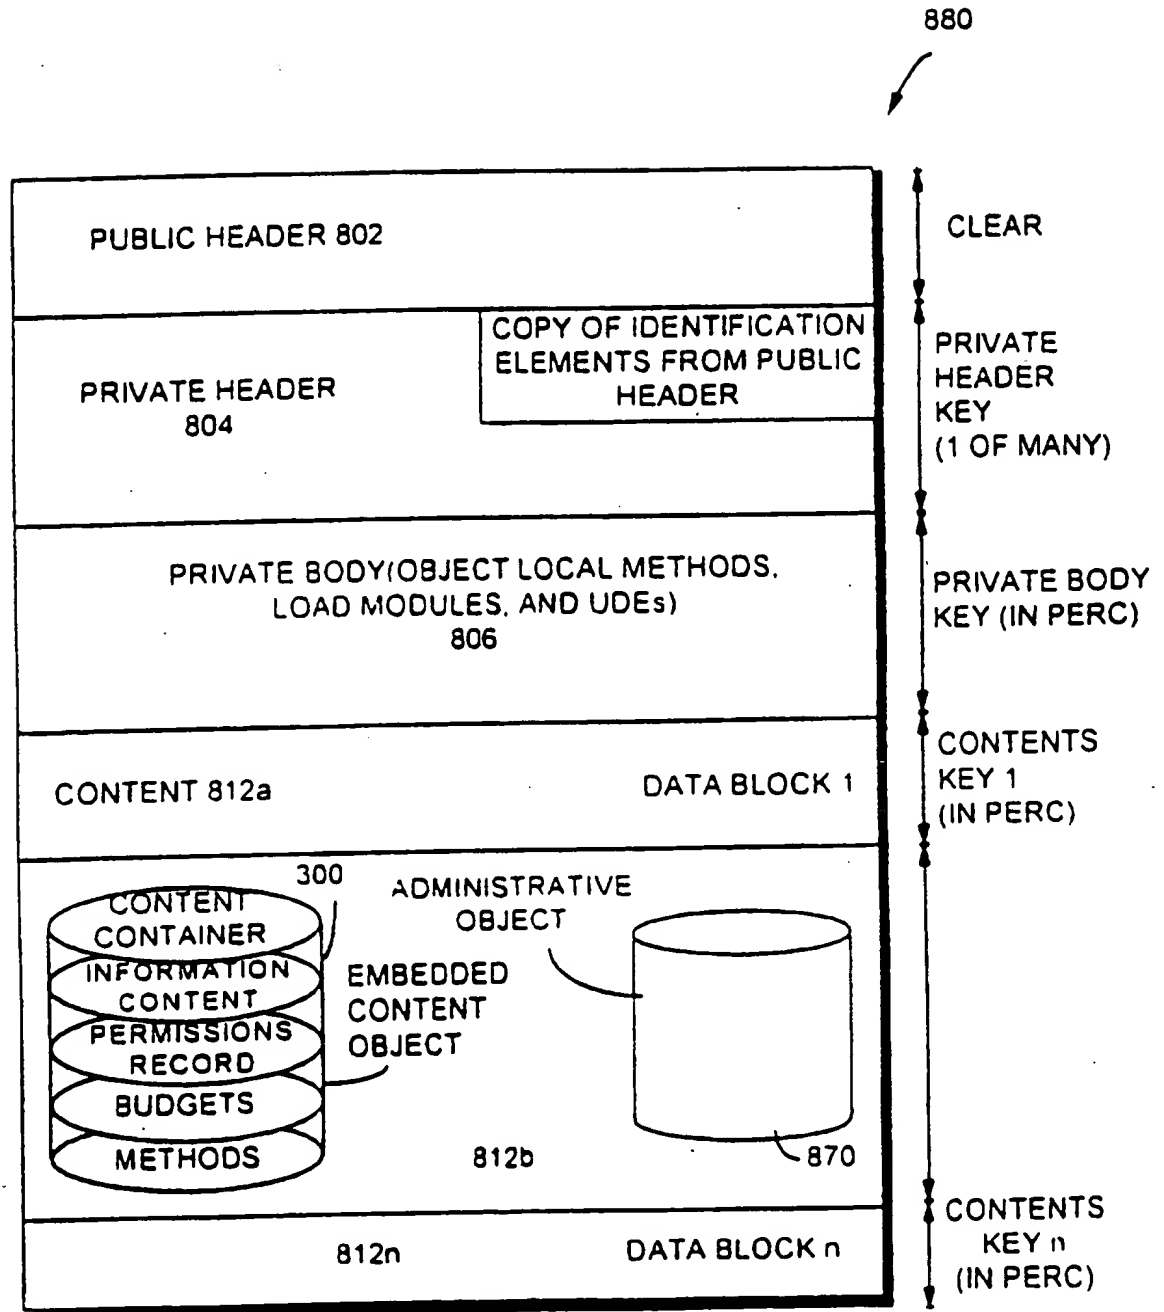 880
PUBLIC HEADER 802
CLEAR
COPY OF IDENTIFICATION
ELEMENTS FROM PUBLIC
HEADER
PRIVATE HEADER
804
PRIVATE
HEADER
KEY
(1 OF MANY)
PRIVATE BODY(OBJECT LOCAL METHODS,
LOAD MODULES, AND UDEs)
806
PRIVATE BODY
KEY (IN PERC)
CONTENT 812a
DATA BLOCK 1
CONTENTS
KEY 1
(IN PERC)
300
CONTENT
CONTAINER
INFORMATION
CONTENT
PERMISSIONS
RECORD
BUDGETS
METHODS
EMBEDDED
CONTENT
OBJECT
ADMINISTRATIVE
OBJECT
812b
870
812n
DATA BLOCK n
CONTENTS
KEY n
(IN PERC)